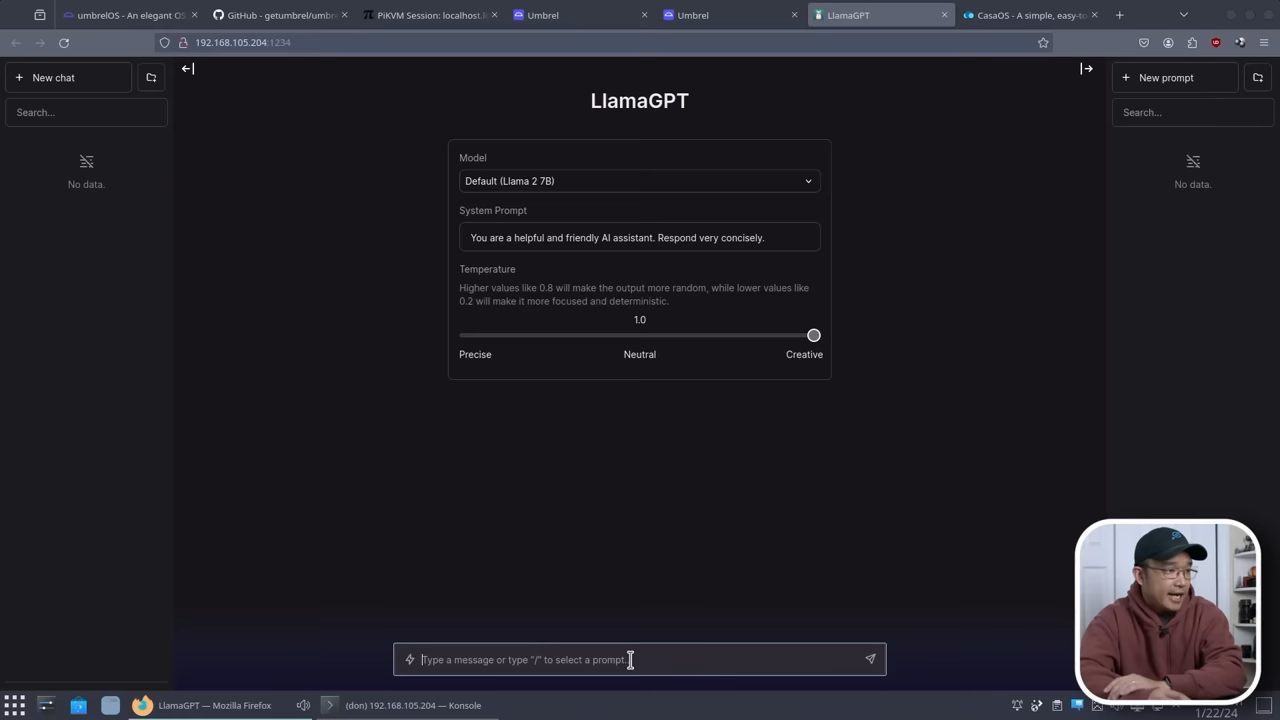 umbrelOS - An elegant OS
GitHub - getumbrel/umbre
PiKVM Session: localhost.l
Umbrel
Umbrel
LlamaGPT
CasaOS - A simple, easy-to
192.168.105.204:1234
New chat
New prompt
Search...
Search...
No data.
No data.
LlamaGPT
Model
Default (Llama 2 7B)
System Prompt
You are a helpful and friendly AI assistant. Respond very concisely.
Temperature
Higher values like 0.8 will make the output more random, while lower values like
0.2 will make it more focused and deterministic.
1.0
Precise
Neutral
Creative
Type a message or type "/" to select a prompt...
LlamaGPT — Mozilla Firefox
(don) 192.168.105.204 — Konsole
1/22/24